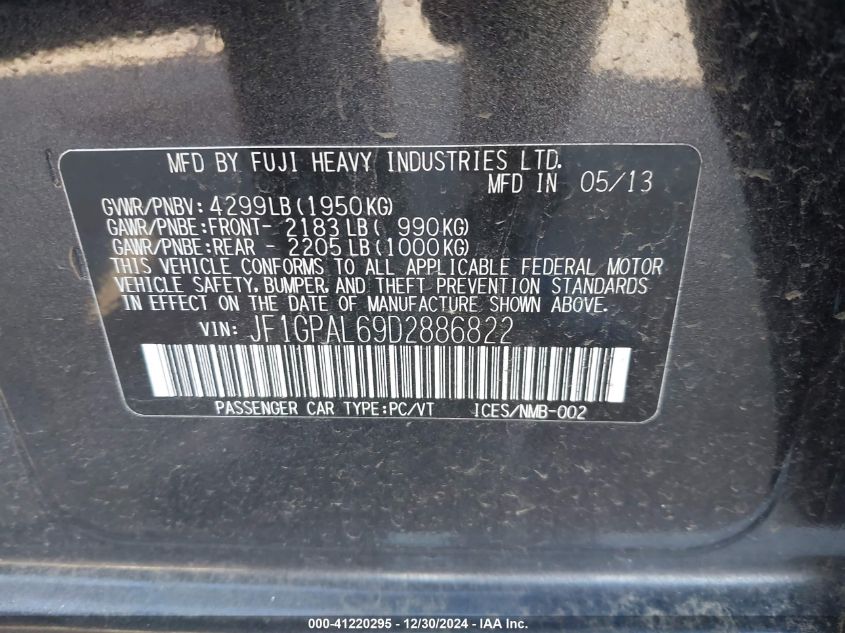 MFD BY FUJI HEAVY INDUSTRIES LTD.
MFD IN 05/13
GVWR/PNBV: 4299LB(1950KG)
GAWR/PNBE:FRONT- 2183LB( 990KG)
GAWR/PNBE:REAR - 2205LB(1000KG)
THIS VEHICLE CONFORMS TO ALL APPLICABLE FEDERAL MOTOR
VEHICLE SAFETY, BUMPER, AND THEFT PREVENTION STANDARDS
IN EFFECT ON THE DATE OF MANUFACTURE SHOWN ABOVE.
VIN: JF1GPAL69D2886822
PASSENGER CAR TYPE:PC/VT ICES/NMB-002
000-41220295 - 12/30/2024 - IAA Inc.